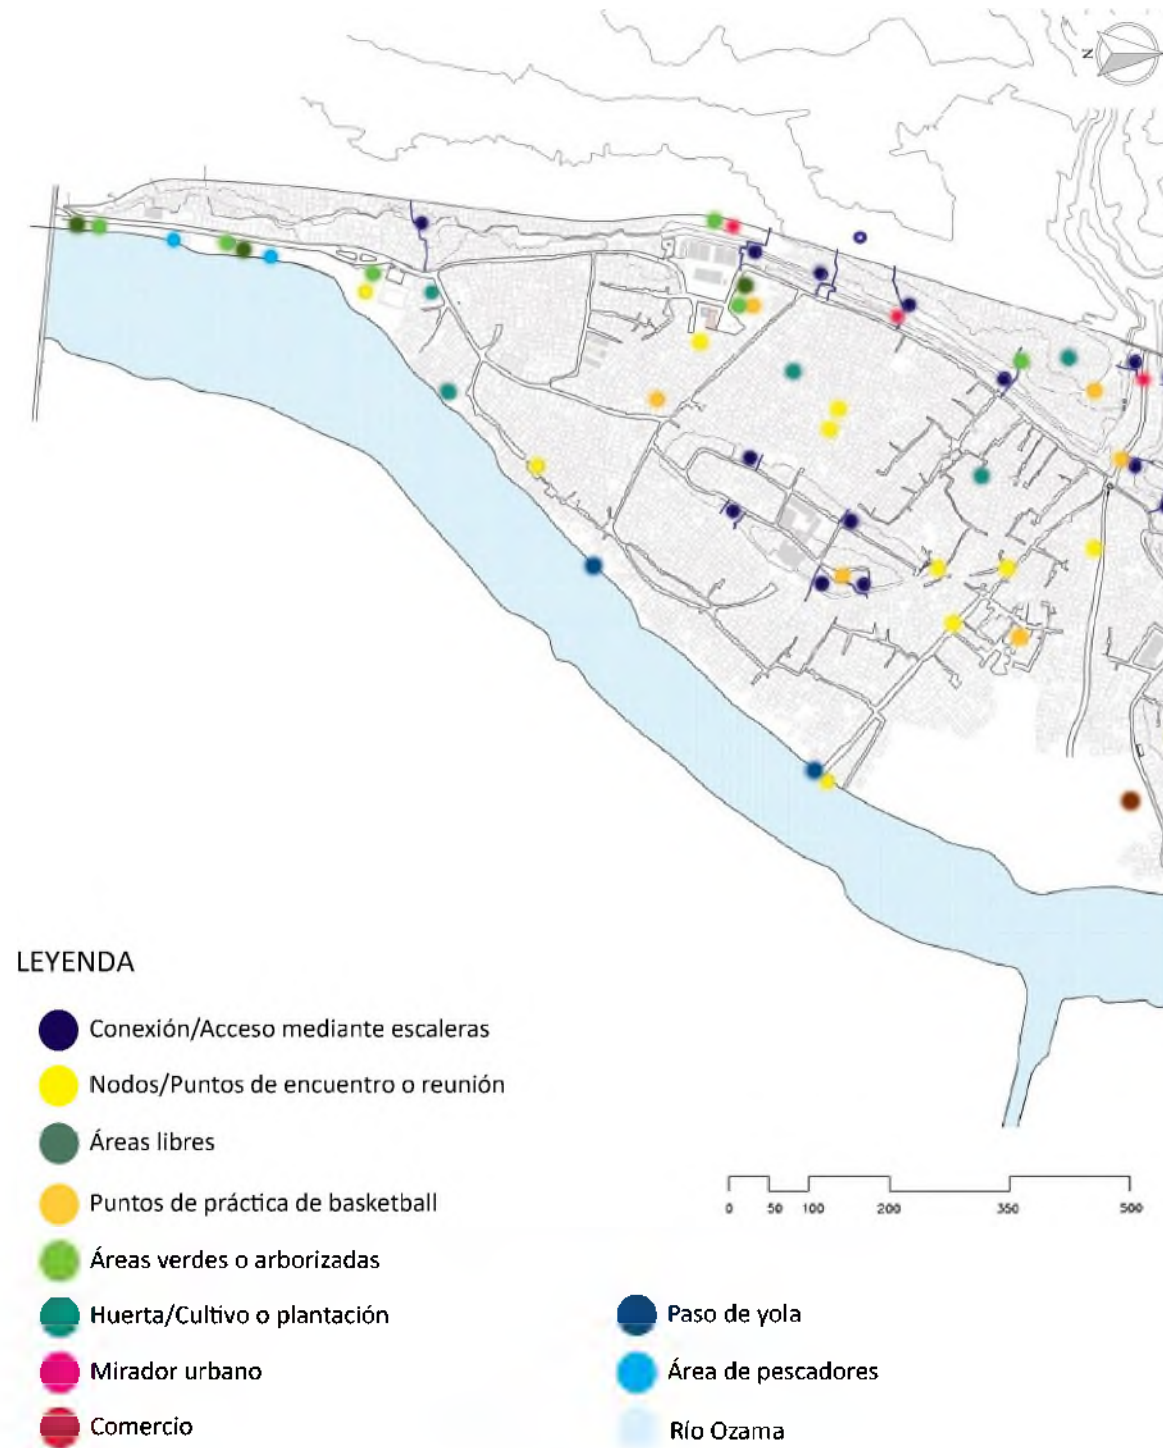 N
LEYENDA
Conexión/Acceso mediante escaleras
Nodos/Puntos de encuentro o reunión
Áreas libres
Puntos de práctica de basketball
Áreas verdes o arborizadas
Huerta/Cultivo o plantación
Mirador urbano
Comercio
0 50 100 200 350 500
Paso de yola
Área de pescadores
Río Ozama